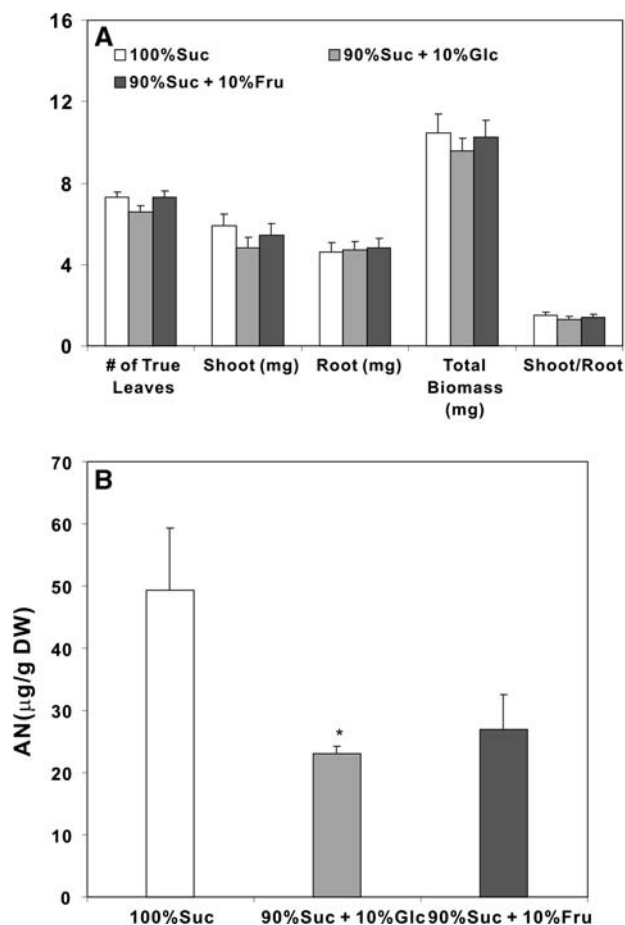 A
16
12
8
4
0
100%Suc
90%Suc + 10%Glc
90%Suc + 10%Fru
# of True Leaves
Shoot (mg)
Root (mg)
Total Biomass (mg)
Shoot/Root
B
70
60
50
40
30
20
10
0
AN(μg/g DW)
*
100%Suc
90%Suc + 10%Glc
90%Suc + 10%Fru